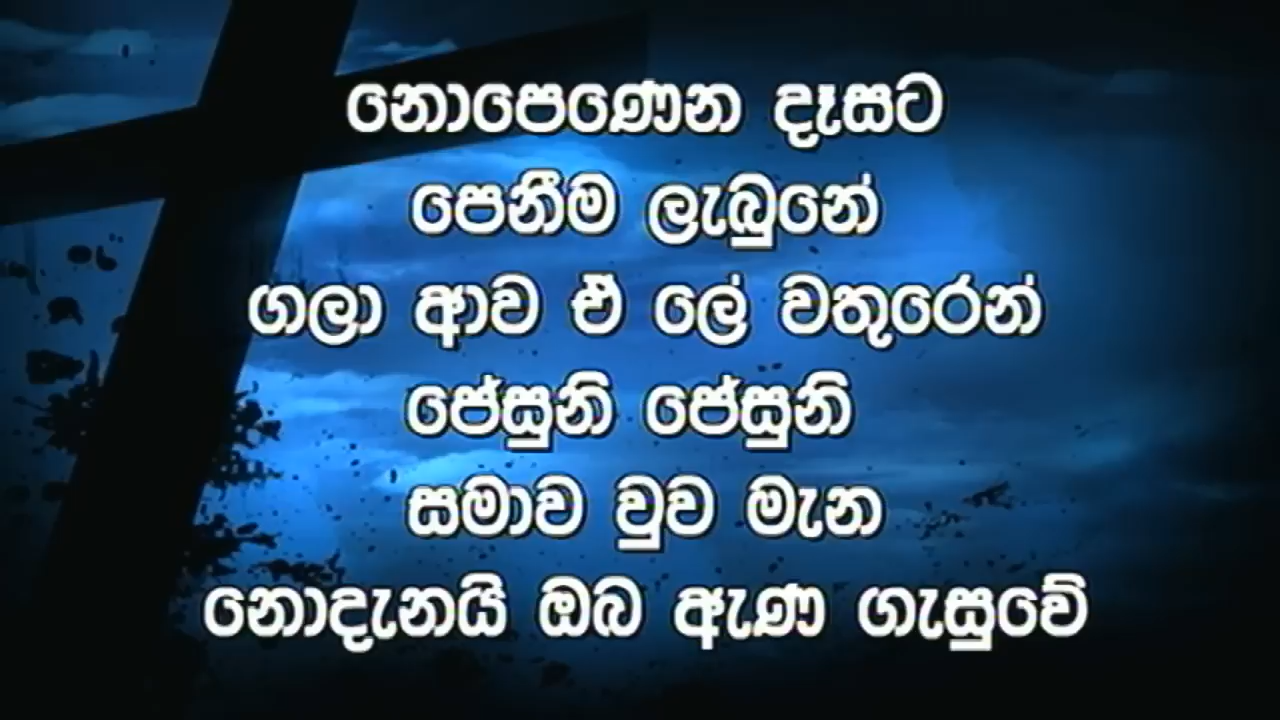 නොපෙණෙන දෑසට
පෙනීම ලැබුනේ
ගලා ආව ඒ ලේ වතුරෙන්
ජේසුනි ජේසුනි
සමාව වුව මැන
නොදැනයි ඔබ ඇණ ගැසුවේ